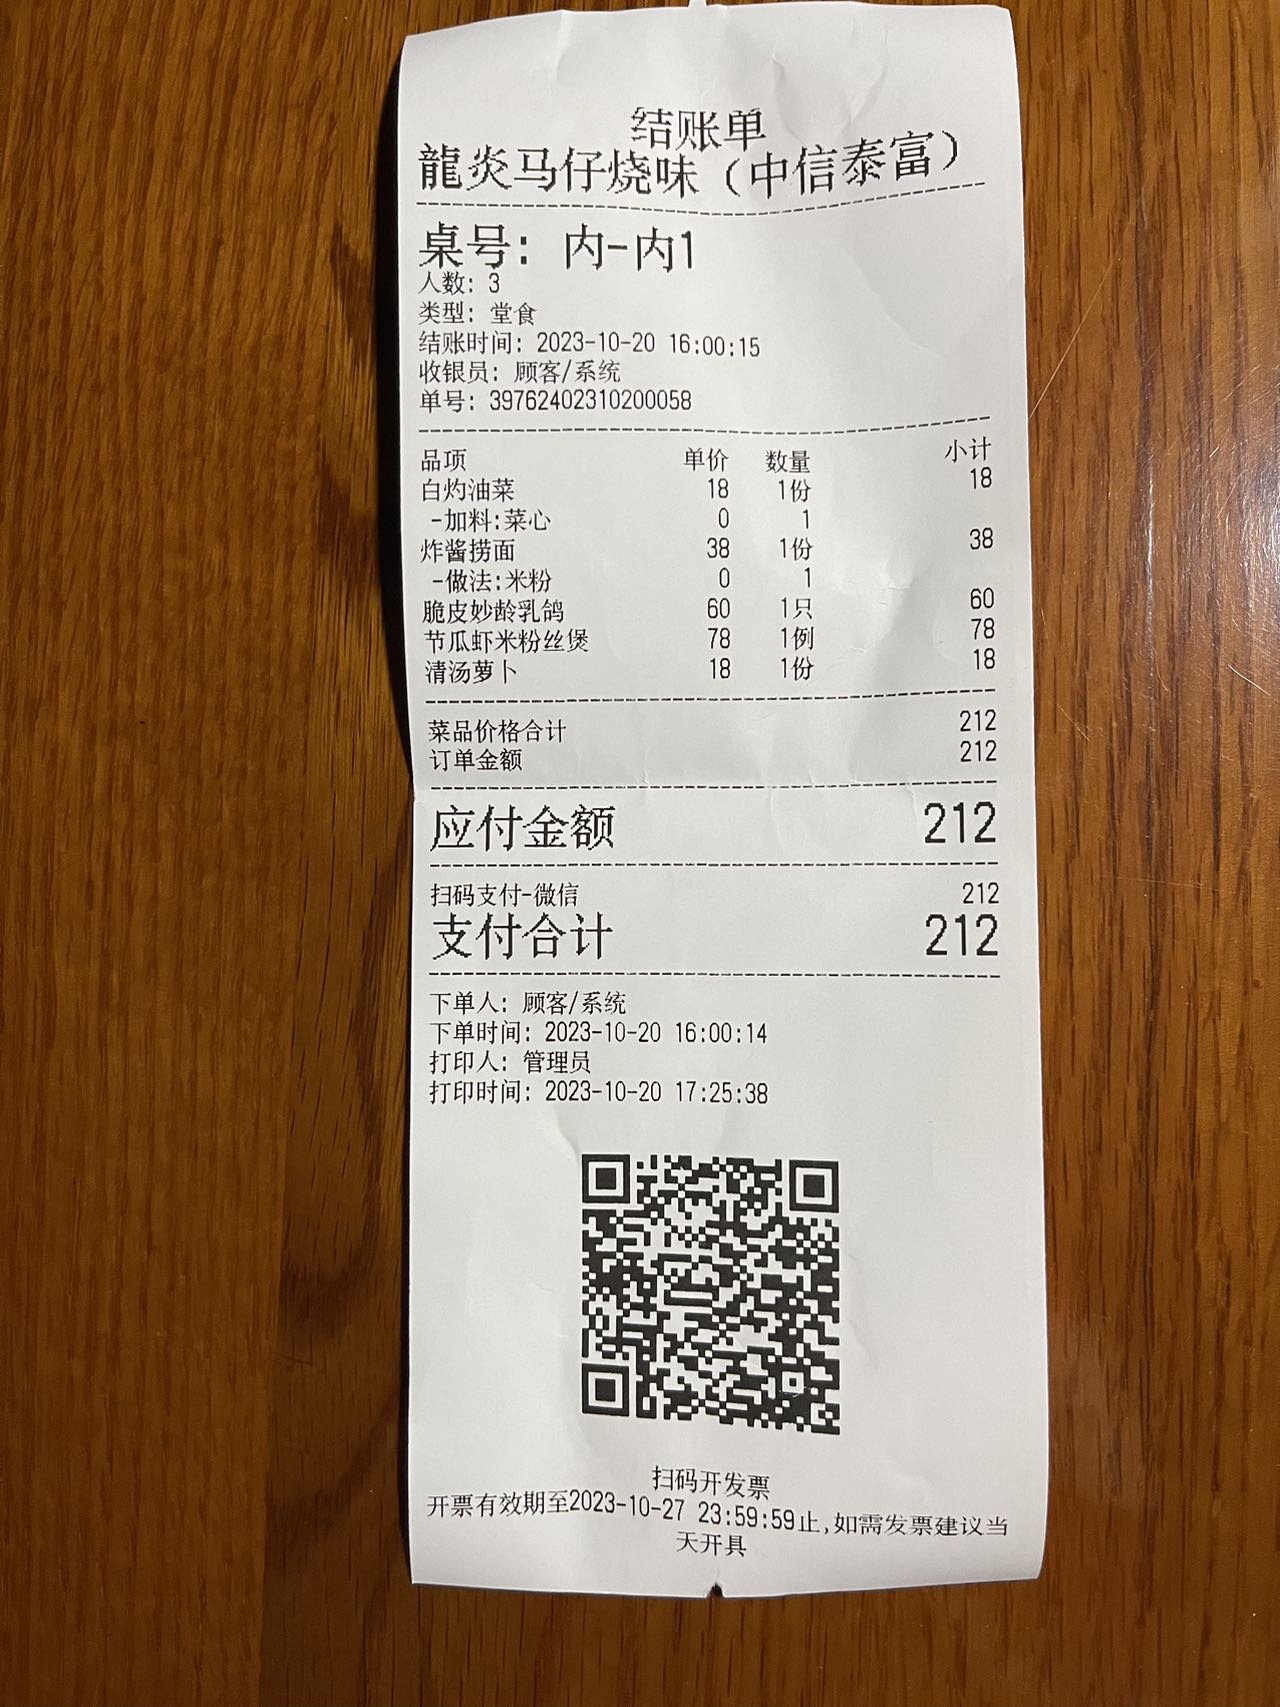 结账单
龍炎马仔烧味（中信泰富）
桌号: 内-内1
人数: 3
类型: 堂食
结账时间: 2023-10-20 16:00:15
收银员: 顾客/系统
单号: 39762402310200058
品项 单价 数量 小计
白灼油菜 18 1份 18
-加料:菜心 0 1
炸酱捞面 38 1份 38
-做法:米粉 0 1
脆皮妙龄乳鸽 60 1只 60
节瓜虾米粉丝煲 78 1例 78
清汤萝卜 18 1份 18
菜品价格合计 212
订单金额 212
应付金额 212
扫码支付-微信 212
支付合计 212
下单人: 顾客/系统
下单时间: 2023-10-20 16:00:14
打印人: 管理员
打印时间: 2023-10-20 17:25:38
扫码开发票
开票有效期至2023-10-27 23:59:59止,如需发票建议当
天开具